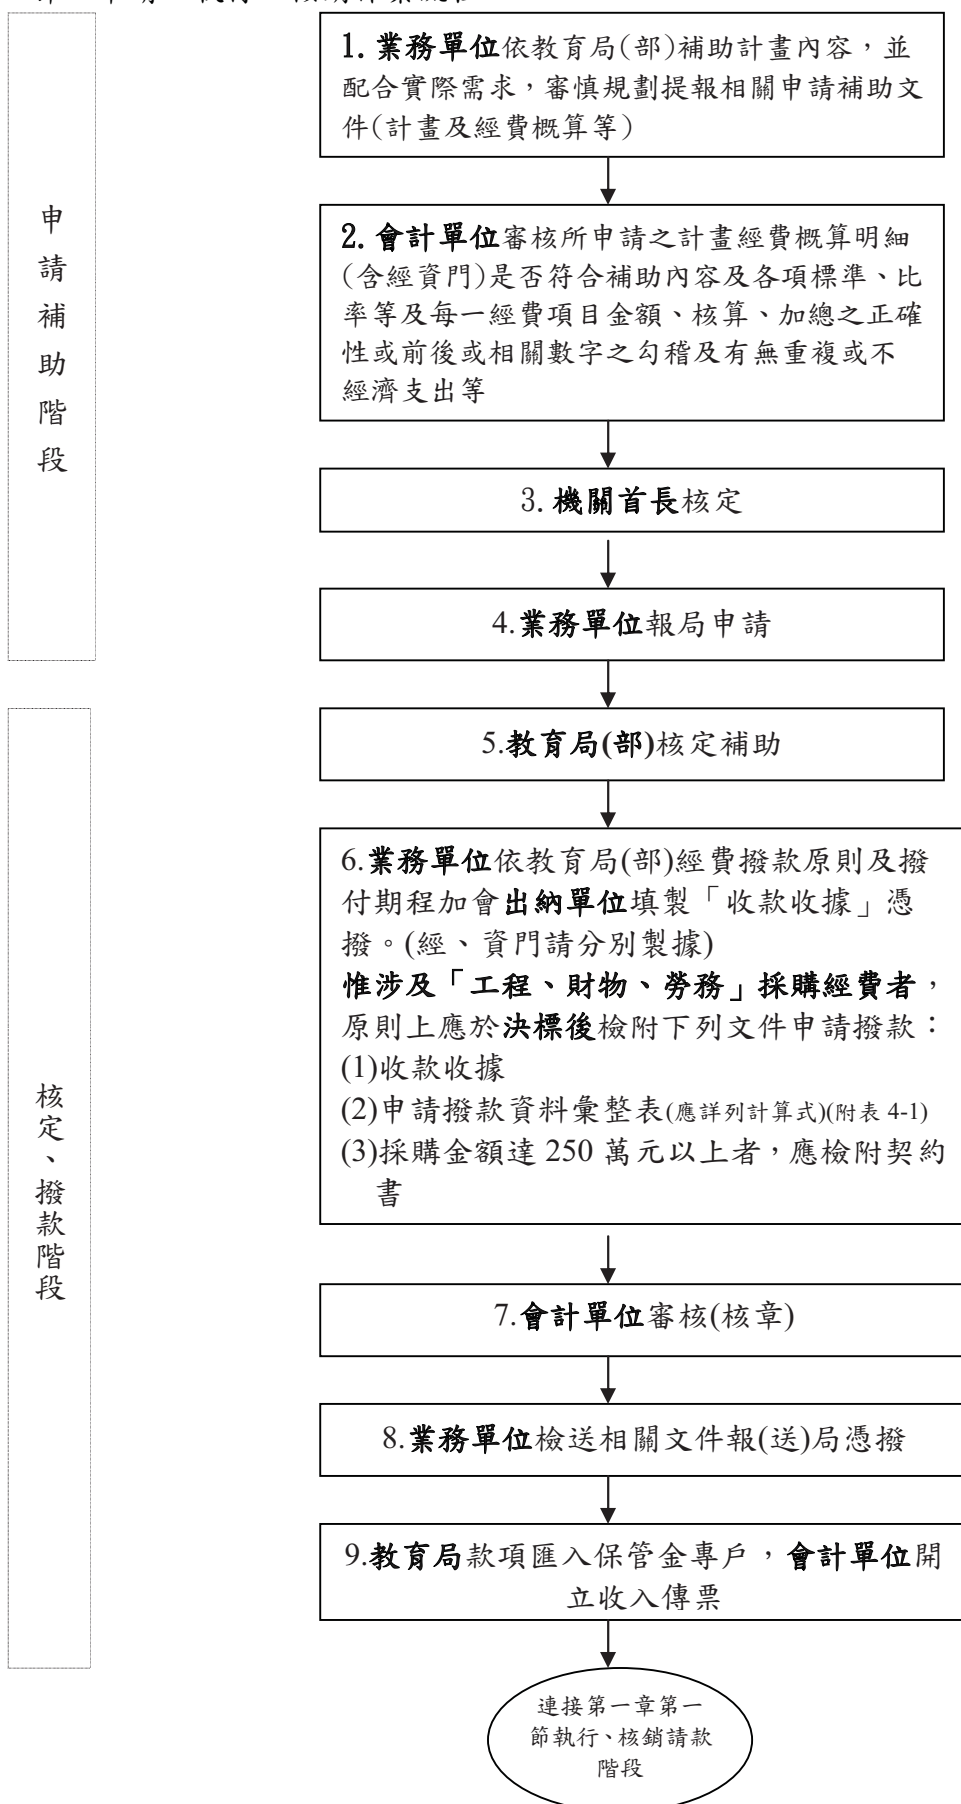 1. 業務單位依教育局(部)補助計畫內容，並
配合實際需求，審慎規劃提報相關申請補助文
件(計畫及經費概算等)
申
請
補
助
階
段
2. 會計單位審核所申請之計畫經費概算明細
(含經資門)是否符合補助內容及各項標準、比
率等及每一經費項目金額、核算、加總之正確
性或前後或相關數字之勾稽及有無重複或不
經濟支出等
3. 機關首長核定
4.業務單位報局申請
5.教育局(部)核定補助
6.業務單位依教育局(部)經費撥款原則及撥
付期程加會出納單位填製「收款收據」憑
撥。(經、資門請分別製據)
惟涉及「工程、財物、勞務」採購經費者，
原則上應於決標後檢附下列文件申請撥款：
(1)收款收據
(2)申請撥款資料彙整表(應詳列計算式)(附表 4-1)
(3)採購金額達 250 萬元以上者，應檢附契約
書
核
定
、
撥
款
階
段
7.會計單位審核(核章)
8.業務單位檢送相關文件報(送)局憑撥
9.教育局款項匯入保管金專戶，會計單位開
立收入傳票
連接第一章第一
節執行、核銷請款
階段